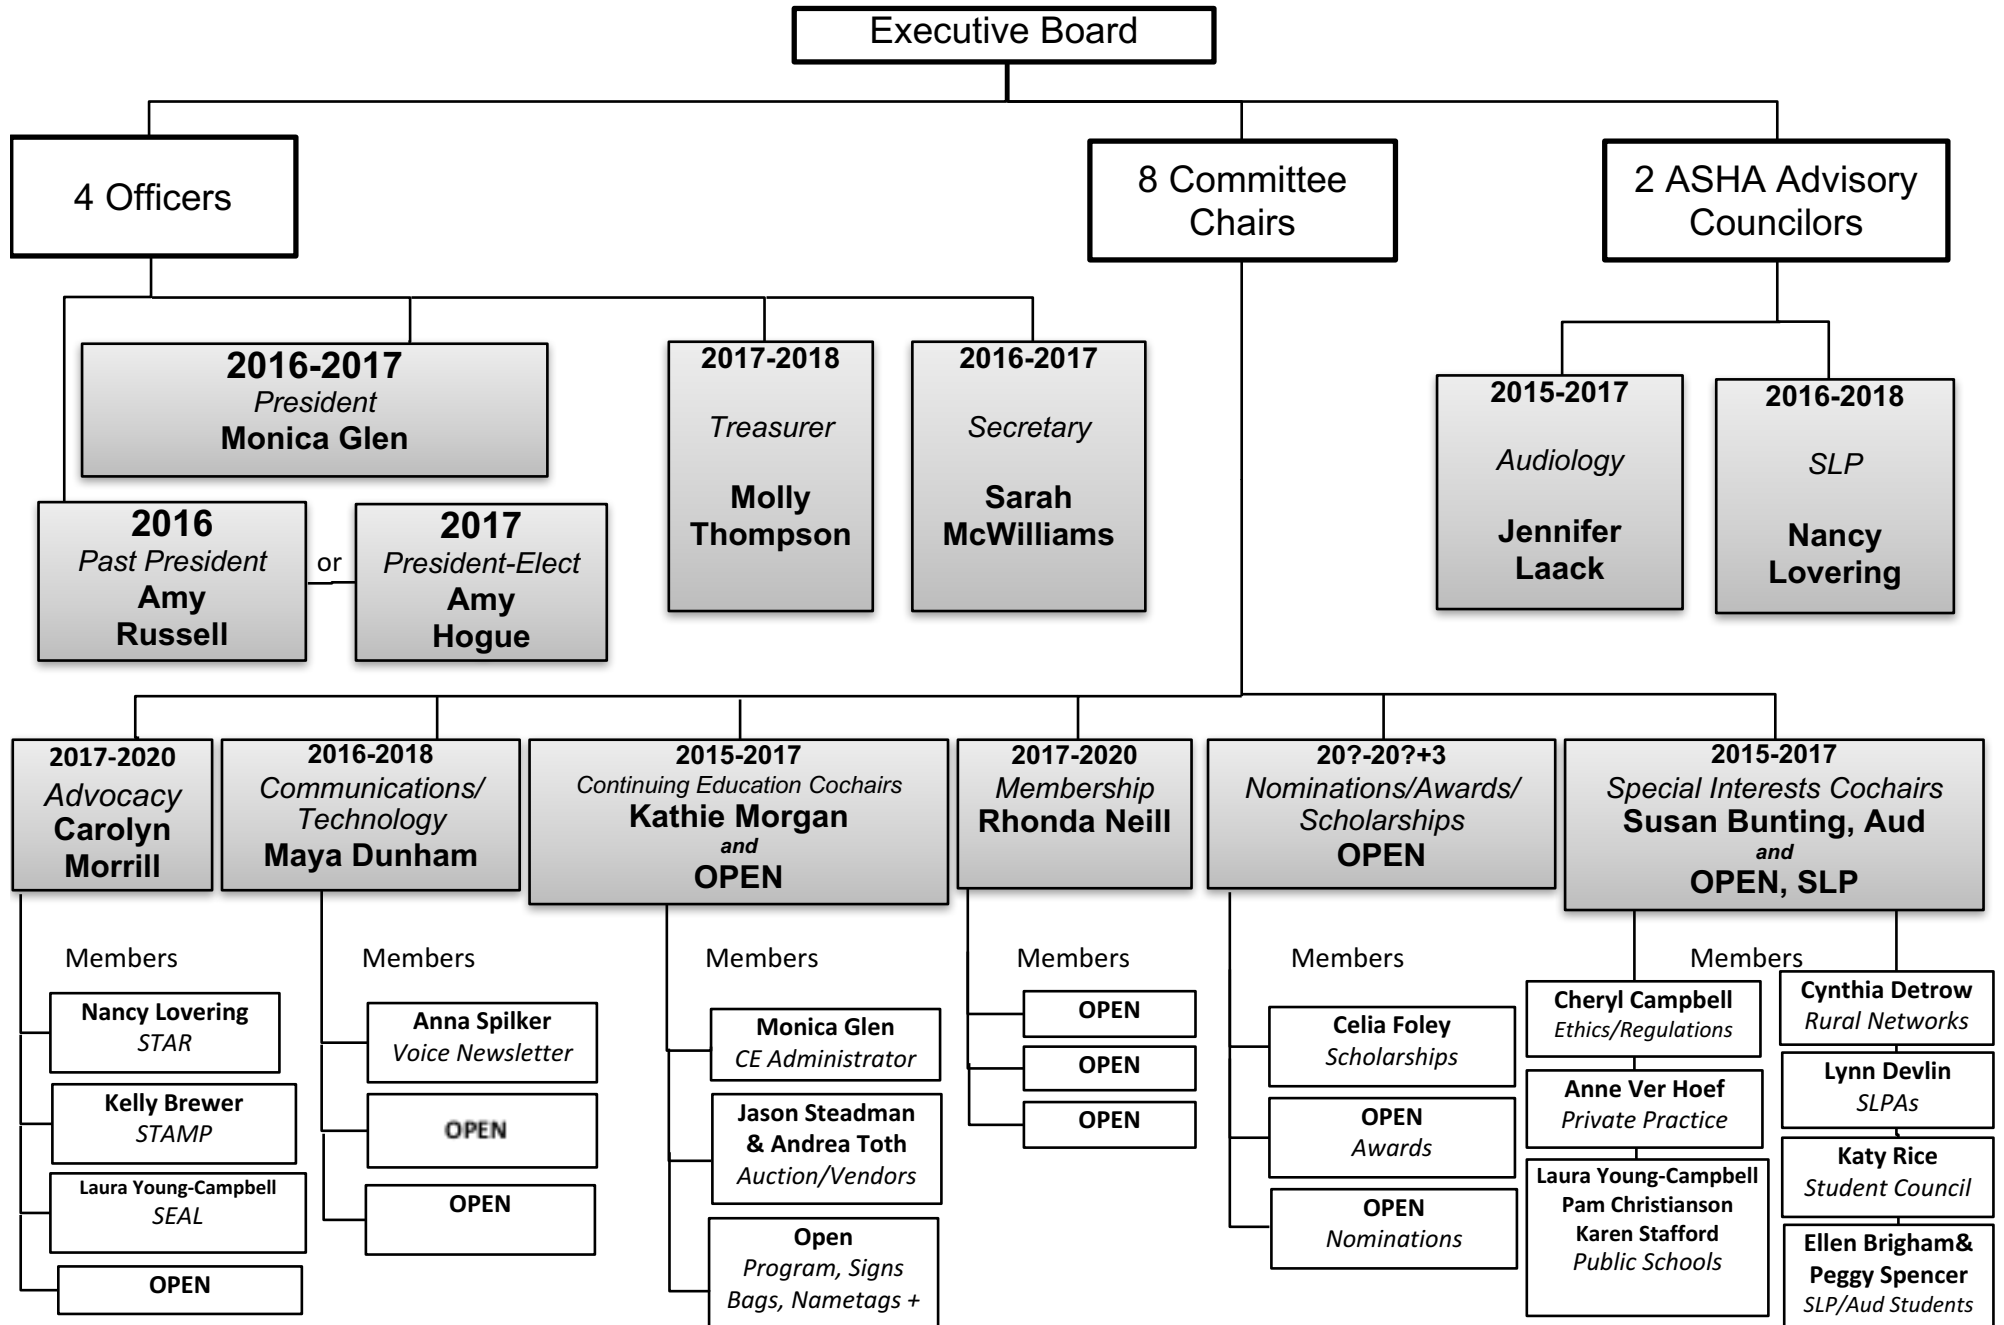 Executive Board
4 Officers
8 Committee
Chairs
2 ASHA Advisory
Councilors
2016-2017
President
Monica Glen
2017-2018
Treasurer
Molly
Thompson
2016-2017
Secretary
Sarah
McWilliams
2015-2017
Audiology
Jennifer
Laack
2016-2018
SLP
Nancy
Lovering
2016
Past President
Amy
Russell
or
2017
President-Elect
Amy
Hogue
2017-2020
Advocacy
Carolyn
Morrill
2016-2018
Communications/
Technology
Maya Dunham
2015-2017
Continuing Education Cochairs
Kathie Morgan
and
OPEN
2017-2020
Membership
Rhonda Neill
20?-20?+3
Nominations/Awards/
Scholarships
OPEN
2015-2017
Special Interests Cochairs
Susan Bunting, Aud
and
OPEN, SLP
Members
Nancy Lovering
STAR
Kelly Brewer
STAMP
Laura Young-Campbell
SEAL
OPEN
Members
Anna Spilker
Voice Newsletter
OPEN
OPEN
Members
Monica Glen
CE Administrator
Jason Steadman
& Andrea Toth
Auction/Vendors
Open
Program, Signs
Bags, Nametags +
Members
OPEN
OPEN
OPEN
Members
Celia Foley
Scholarships
OPEN
Awards
OPEN
Nominations
Members
Cheryl Campbell
Ethics/Regulations
Anne Ver Hoef
Private Practice
Laura Young-Campbell
Pam Christianson
Karen Stafford
Public Schools
Cynthia Detrow
Rural Networks
Lynn Devlin
SLPAs
Katy Rice
Student Council
Ellen Brigham&
Peggy Spencer
SLP/Aud Students